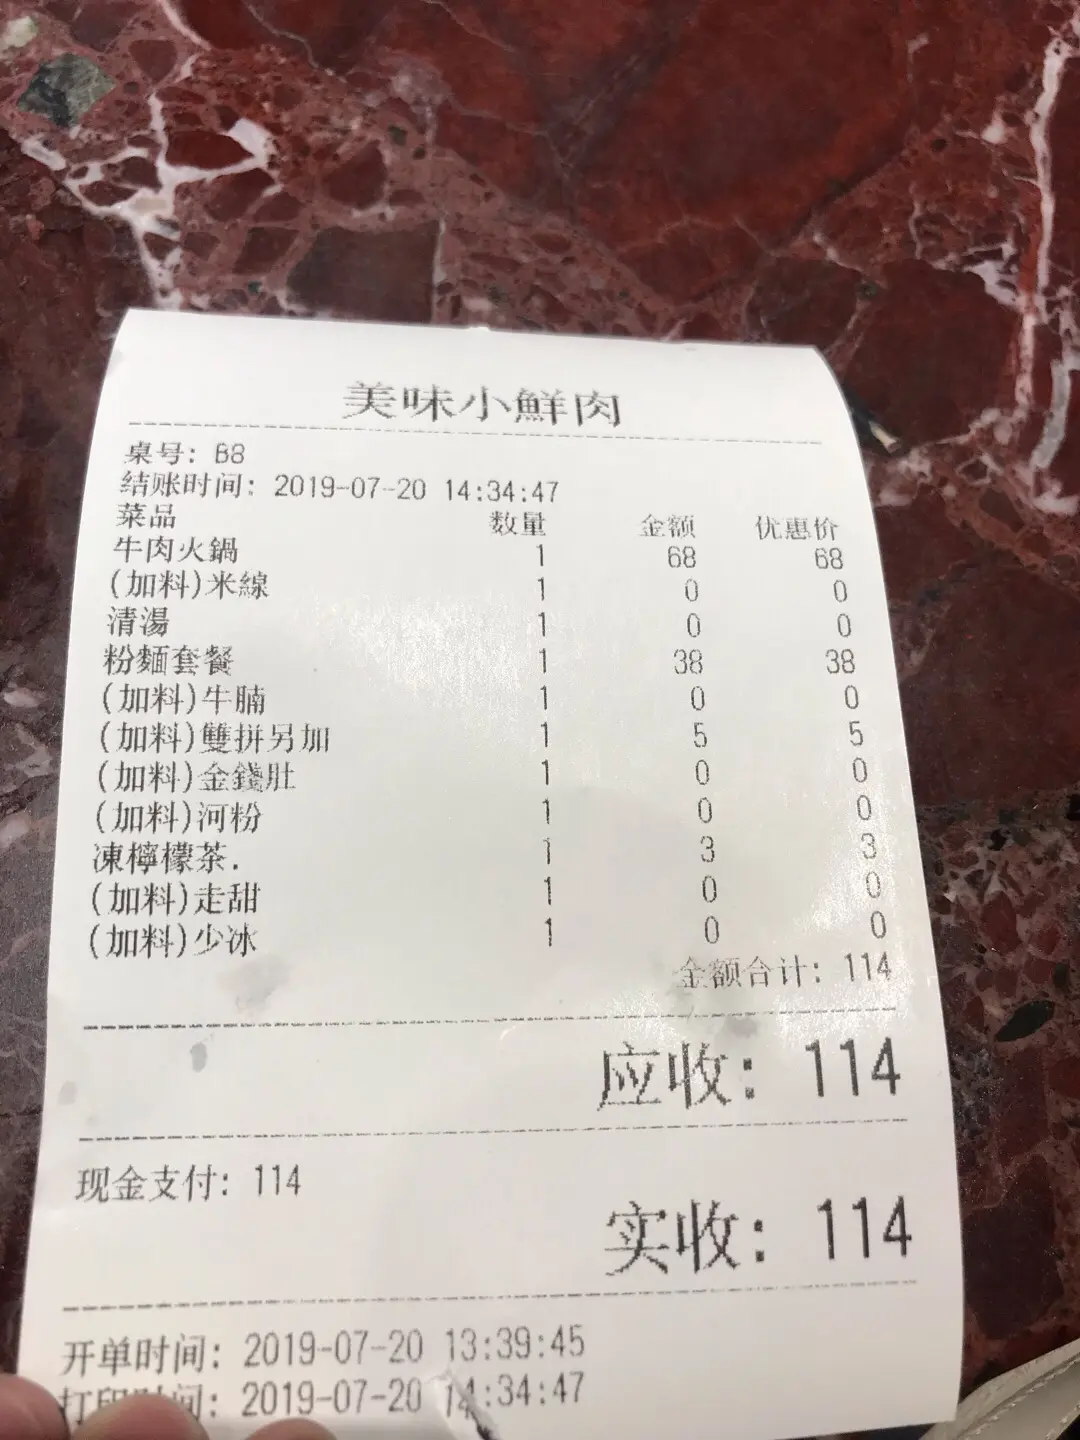 美味小鮮肉
桌号: B8
结账时间: 2019-07-20 14:34:47
菜品 数量 金额 优惠价
牛肉火鍋 1 68 68
(加料)米線 1 0 0
清湯 1 0 0
粉麵套餐 1 38 38
(加料)牛腩 1 0 0
(加料)雙拼另加 1 5 5
(加料)金錢肚 1 0 0
(加料)河粉 1 0 0
凍檸檬茶. 1 3 3
(加料)走甜 1 0 0
(加料)少冰 1 0 0
金额合计: 114
应收: 114
现金支付: 114
实收: 114
开单时间: 2019-07-20 13:39:45
打印时间: 2019-07-20 14:34:47